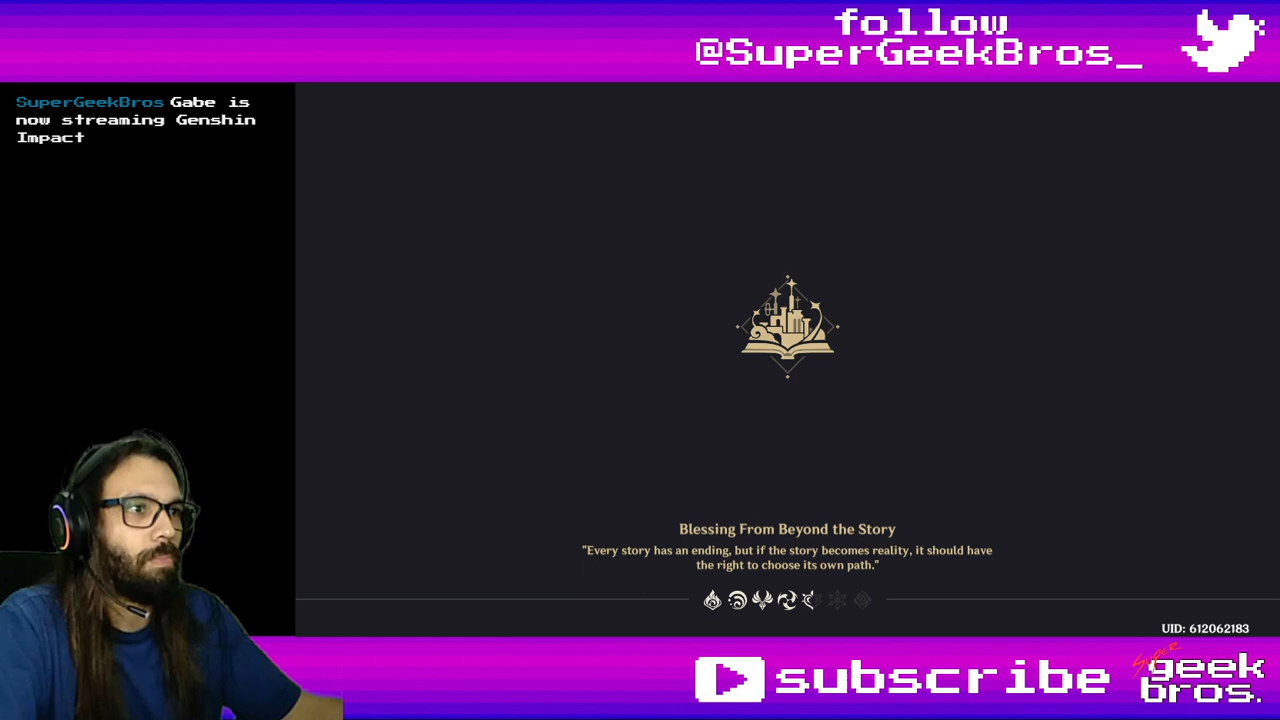 follow
@SuperGeekBros_
SuperGeekBros Gabe is
now streaming Genshin
Impact
Blessing From Beyond the Story
"Every story has an ending, but if the story becomes reality, it should have
the right to choose its own path."
UID: 612062183
subscribe
SUPER
geek
bros.